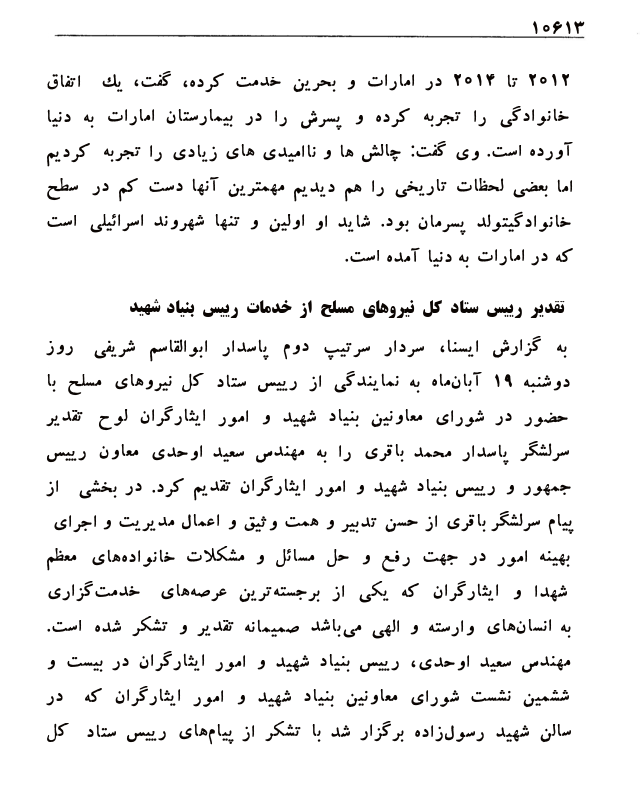 ۱۰۶۱۳
۲۰۱۲ تا ۲۰۱۴ در امارات و بحرین خدمت کرده، گفت، یك اتفاق
خانوادگی را تجربه کرده و پسرش را در بیمارستان امارات به دنیا
آورده است. وی گفت: چالش ها و ناامیدی های زیادی را تجربه کردیم
اما بعضی لحظات تاریخی را هم دیدیم مهمترین آنها دست کم در سطح
خانوادگیتولد پسرمان بود. شاید او اولین و تنها شهروند اسرائیلی است
که در امارات به دنیا آمده است.
تقدیر رییس ستاد کل نیروهای مسلح از خدمات رییس بنیاد شهید
به گزارش ایسنا، سردار سرتیپ دوم پاسدار ابوالقاسم شریفی روز
دوشنبه ۱۹ آبان‌ماه به نمایندگی از رییس ستاد کل نیروهای مسلح با
حضور در شورای معاونین بنیاد شهید و امور ایثارگران لوح تقدیر
سرلشگر پاسدار محمد باقری را به مهندس سعید اوحدی معاون رییس
جمهور و رییس بنیاد شهید و امور ایثارگران تقدیم کرد. در بخشی از
پیام سرلشگر باقری از حسن تدبیر و همت وثیق و اعمال مدیریت و اجرای
بهینه امور در جهت رفع و حل مسائل و مشکلات خانواده‌های معظم
شهدا و ایثارگران که یکی از برجسته‌ترین عرصه‌های خدمت‌گزاری
به انسان‌های وارسته و الهی می‌باشد صمیمانه تقدیر و تشکر شده است.
مهندس سعید اوحدی، رییس بنیاد شهید و امور ایثارگران در بیست و
ششمین نشست شورای معاونین بنیاد شهید و امور ایثارگران که در
سالن شهید رسول‌زاده برگزار شد با تشکر از پیام‌های رییس ستاد کل